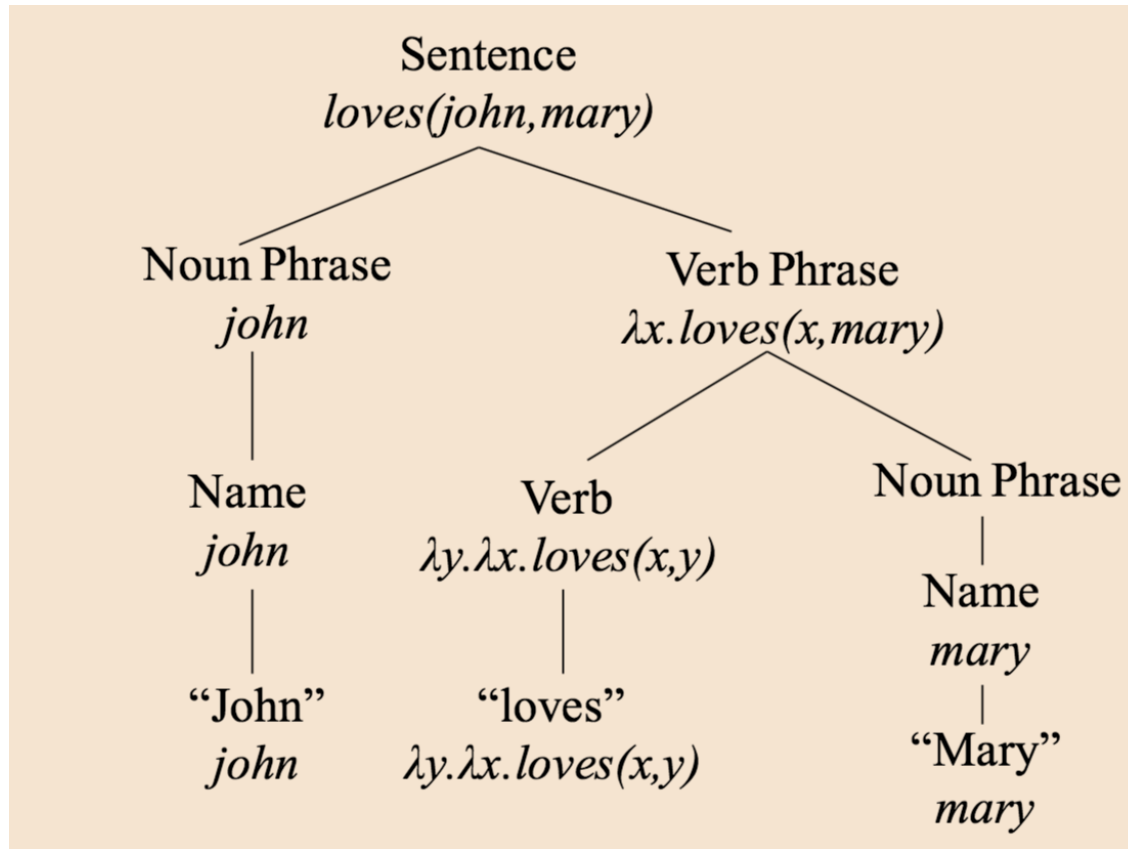 Sentence
loves(john,mary)
Noun Phrase
john
Verb Phrase
λx.loves(x,mary)
Name
john
Verb
λy.λx.loves(x,y)
Noun Phrase
Name
mary
“John”
john
“loves”
λy.λx.loves(x,y)
“Mary”
mary